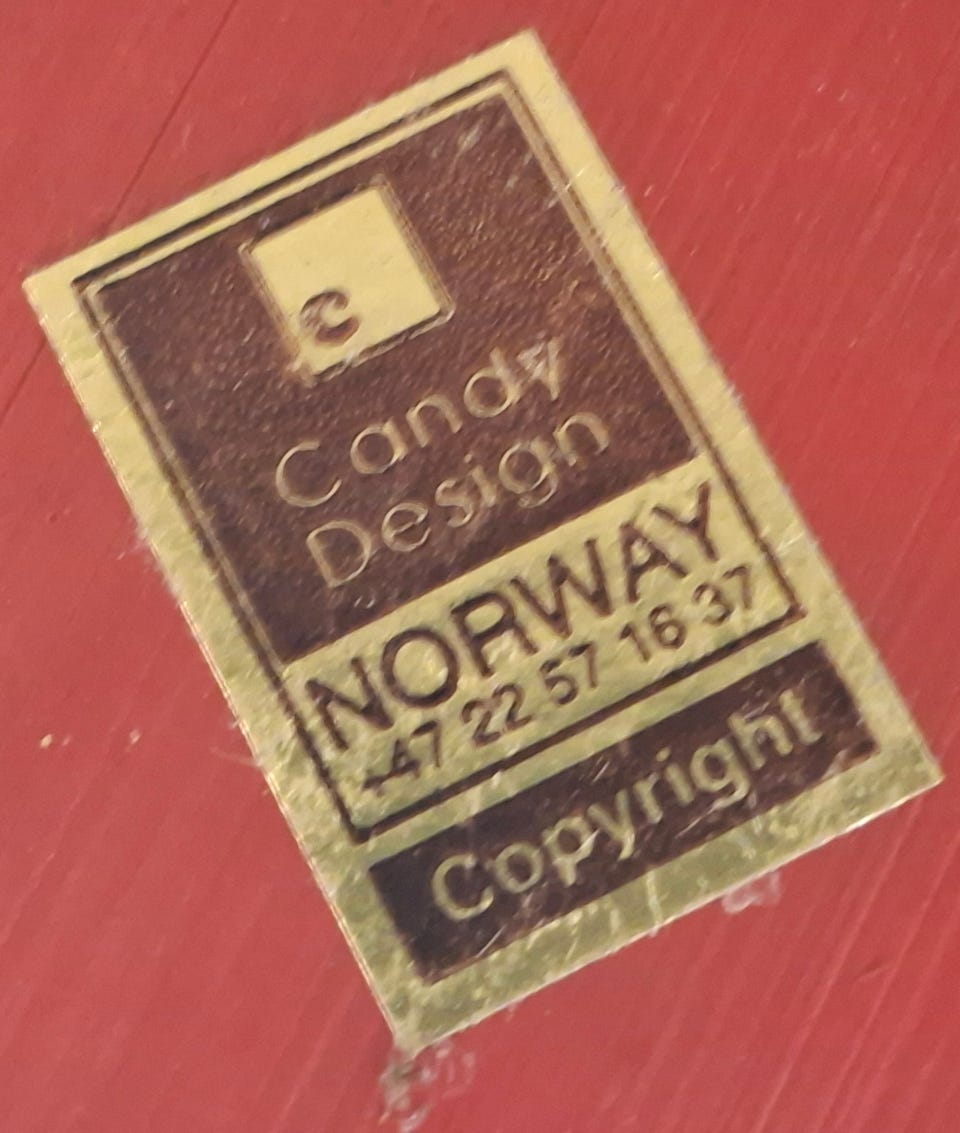 c
Candy
Design
NORWAY
+47 22 57 16 37
Copyright